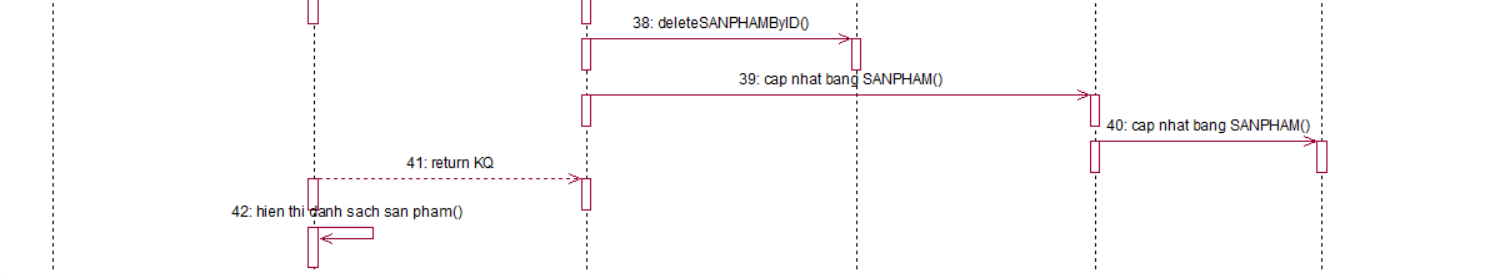 38: deleteSANPHAMByID()
39: cap nhat bang SANPHAM()
40: cap nhat bang SANPHAM()
41: return KQ
42: hien thi danh sach san pham()